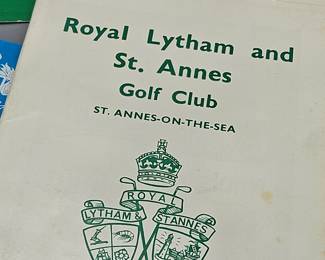 Royal Lytham and
St. Annes
Golf Club
ST. ANNES-ON-THE-SEA
ROYAL
LYTHAM & ST ANNES